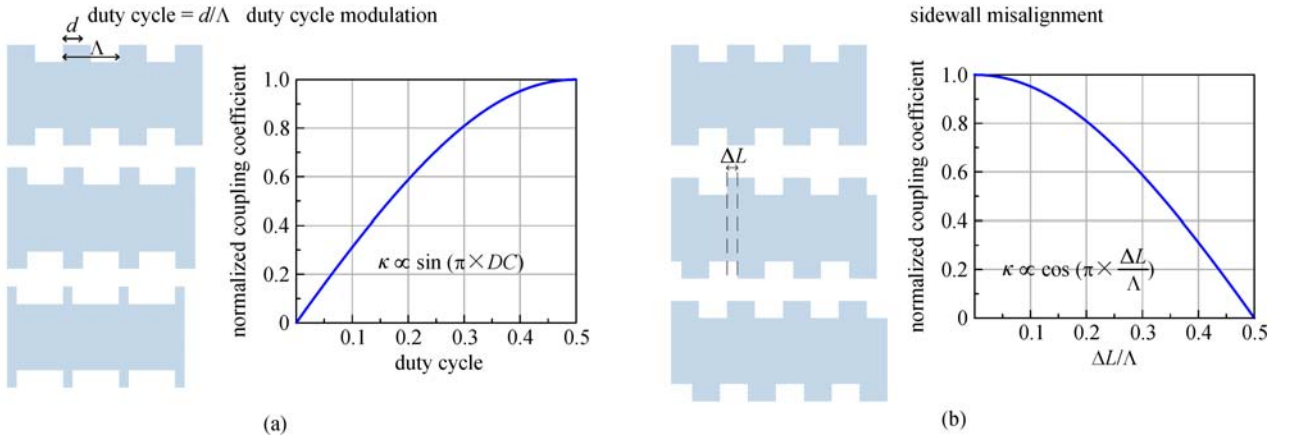 duty cycle = d/Λ duty cycle modulation
d
Λ
normalized coupling coefficient
1.0
0.8
0.6
0.4
0.2
0
κ ∝ sin (π × DC)
0.1 0.2 0.3 0.4 0.5
duty cycle
(a)
sidewall misalignment
ΔL
normalized coupling coefficient
1.0
0.8
0.6
0.4
0.2
0
κ ∝ cos (π × ΔL/Λ)
0.1 0.2 0.3 0.4 0.5
ΔL/Λ
(b)